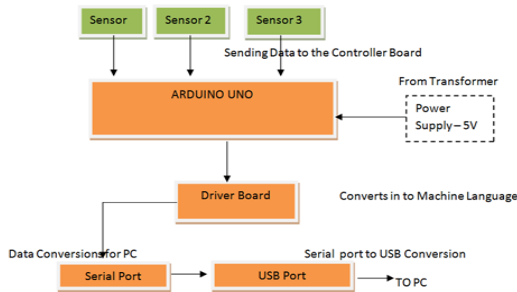 Sensor
Sensor 2
Sensor 3
Sending Data to the Controller Board
ARDUINO UNO
From Transformer
Power
Supply – 5V
Driver Board
Converts in to Machine Language
Data Conversions for PC
Serial port to USB Conversion
Serial Port
USB Port
TO PC